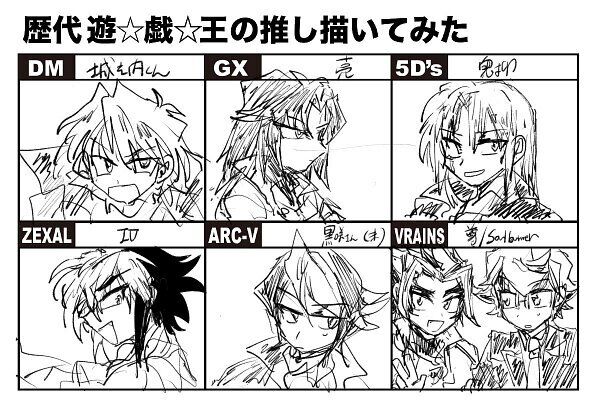 歴代 遊☆戯☆王の推し描いてみた
DM 城之内くん
GX 亮
5D's 鬼柳
ZEXAL IV
ARC-V 黒咲さん(未)
VRAINS 尊/Soulburner